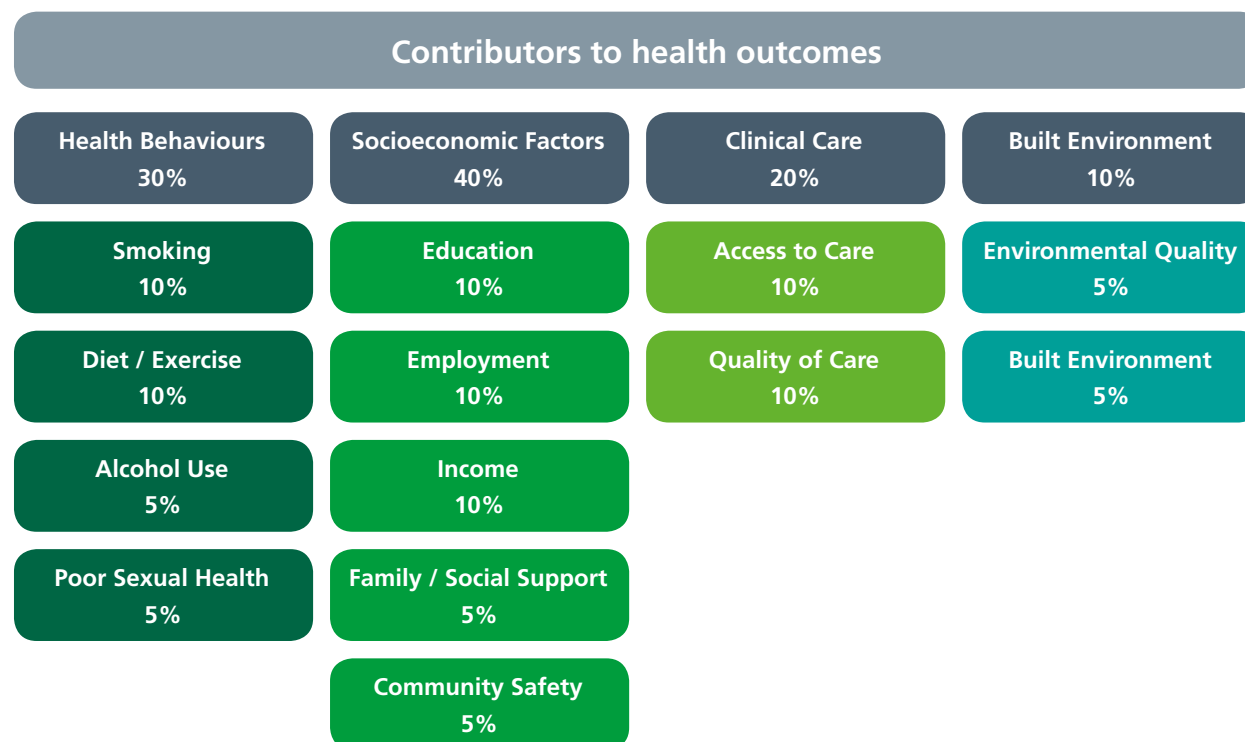 Contributors to health outcomes
Health Behaviours
30%
Smoking
10%
Diet / Exercise
10%
Alcohol Use
5%
Poor Sexual Health
5%
Socioeconomic Factors
40%
Education
10%
Employment
10%
Income
10%
Family / Social Support
5%
Community Safety
5%
Clinical Care
20%
Access to Care
10%
Quality of Care
10%
Built Environment
10%
Environmental Quality
5%
Built Environment
5%